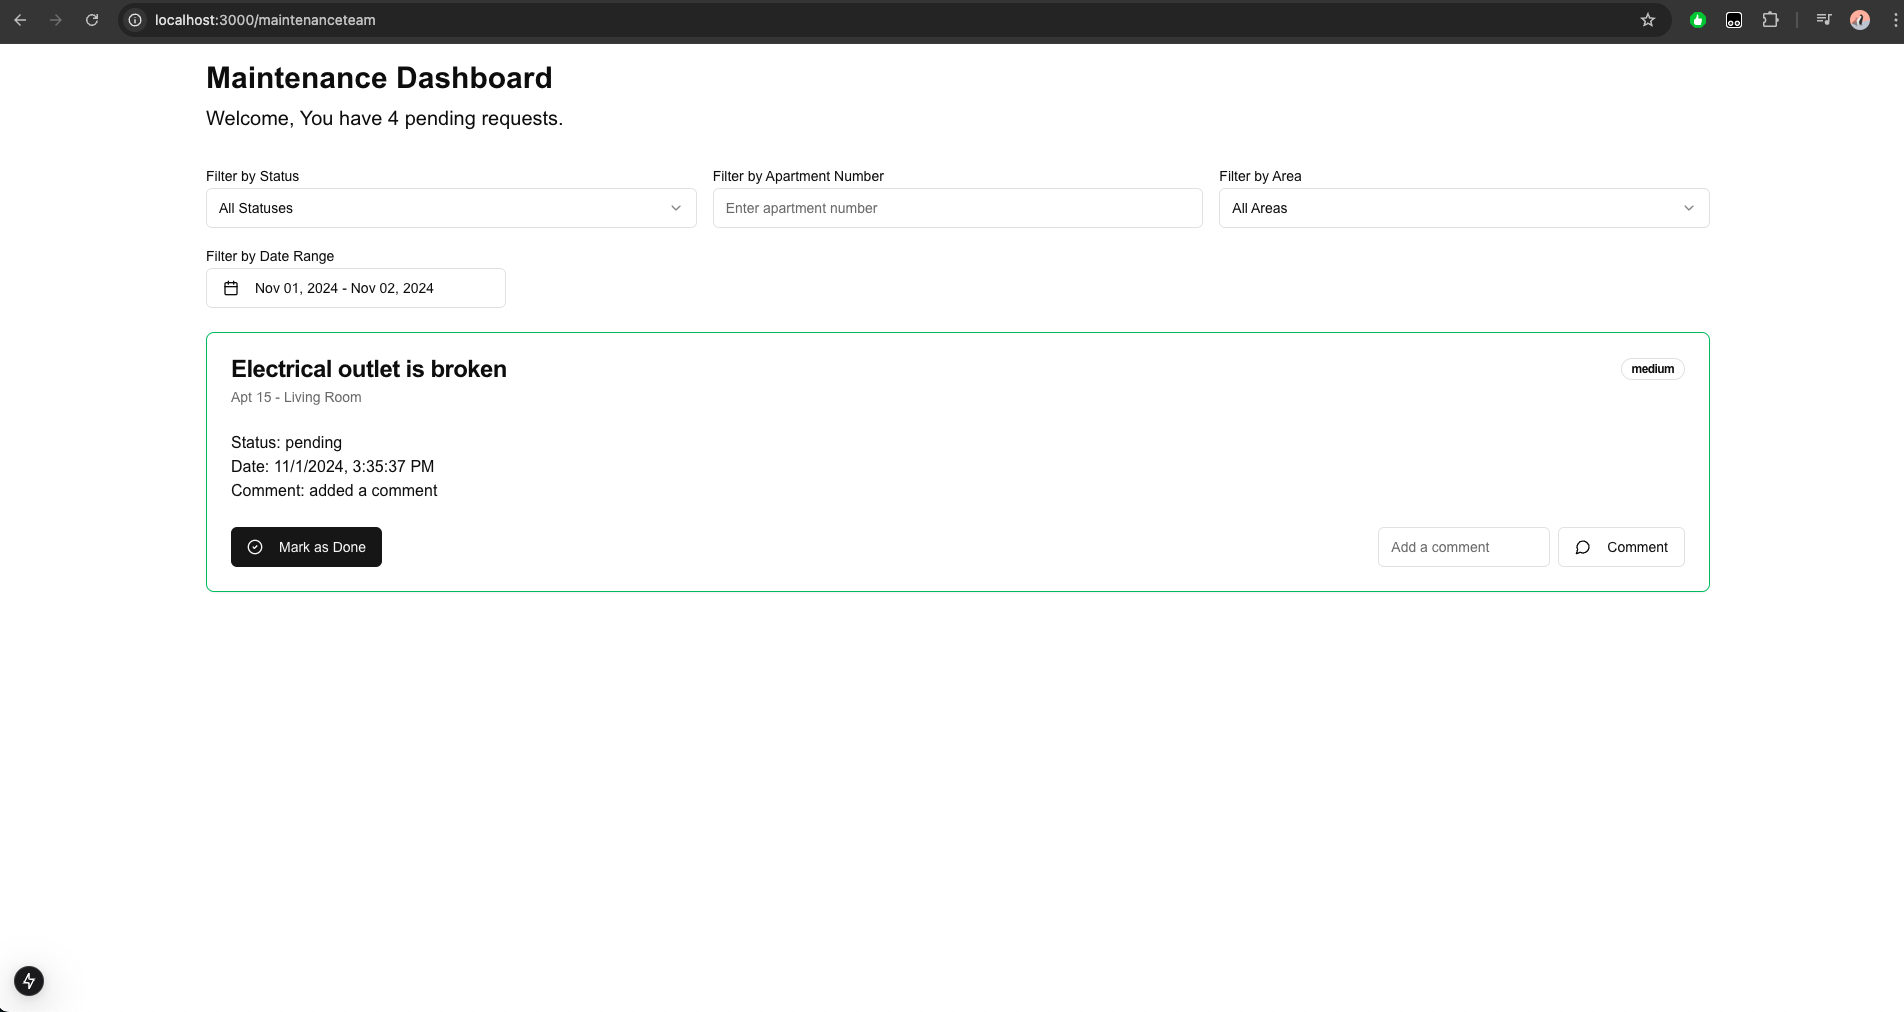 localhost:3000/maintenanceteam
Maintenance Dashboard
Welcome, You have 4 pending requests.
Filter by Status
All Statuses
Filter by Apartment Number
Enter apartment number
Filter by Area
All Areas
Filter by Date Range
Nov 01, 2024 - Nov 02, 2024
Electrical outlet is broken
medium
Apt 15 - Living Room
Status: pending
Date: 11/1/2024, 3:35:37 PM
Comment: added a comment
Mark as Done
Add a comment
Comment